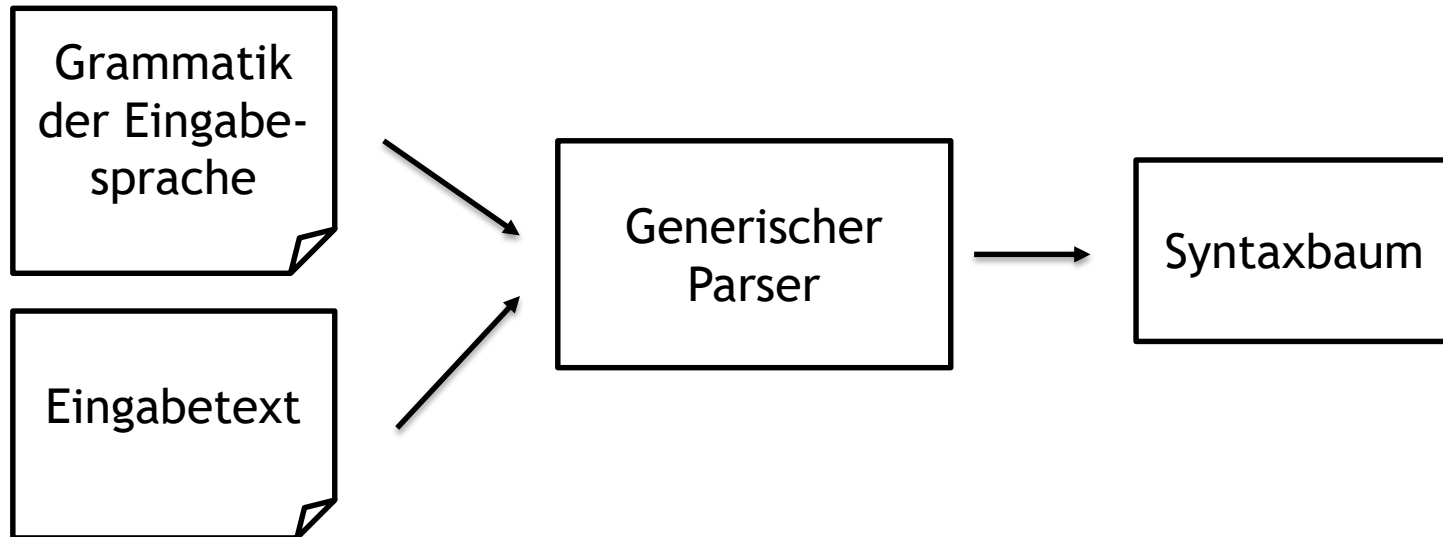 Grammatik
der Eingabe-
sprache
Eingabetext
Generischer
Parser
Syntaxbaum